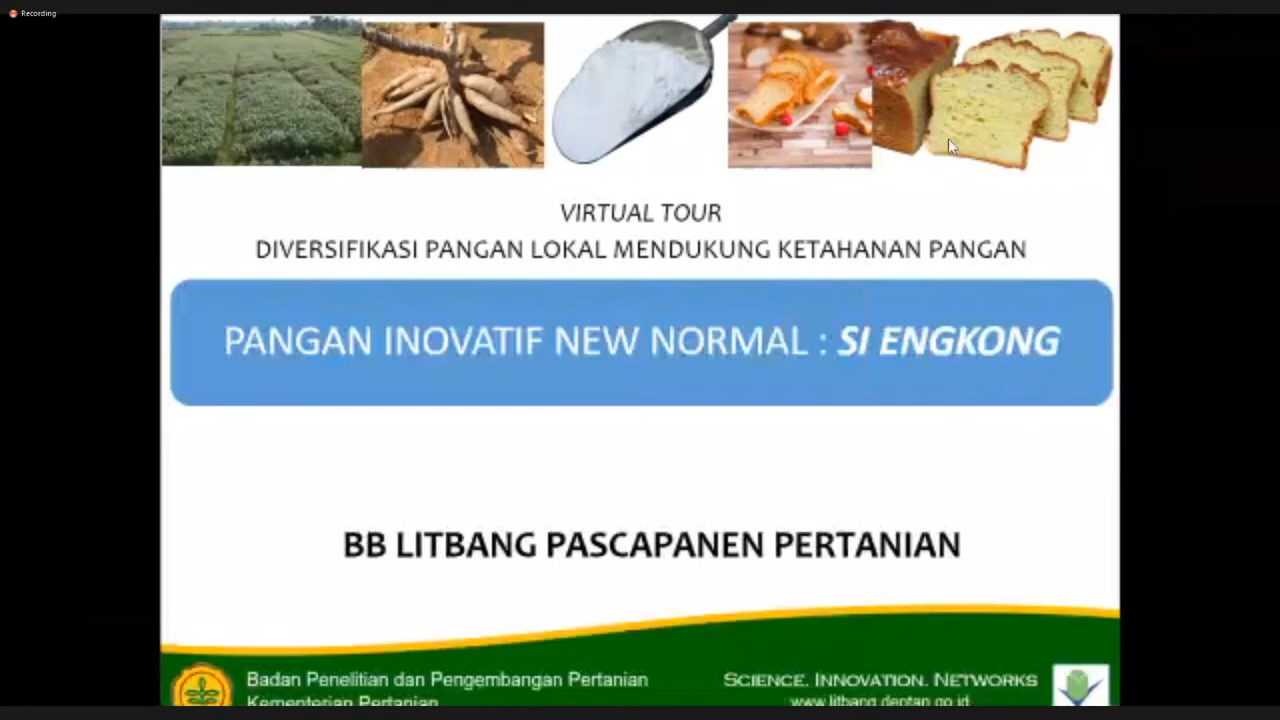 Recording
VIRTUAL TOUR
DIVERSIFIKASI PANGAN LOKAL MENDUKUNG KETAHANAN PANGAN
PANGAN INOVATIF NEW NORMAL : SI ENGKONG
BB LITBANG PASCAPANEN PERTANIAN
Badan Penelitian dan Pengembangan Pertanian
Kementerian Pertanian
SCIENCE. INNOVATION. NETWORKS
www.litbang.deptan.go.id